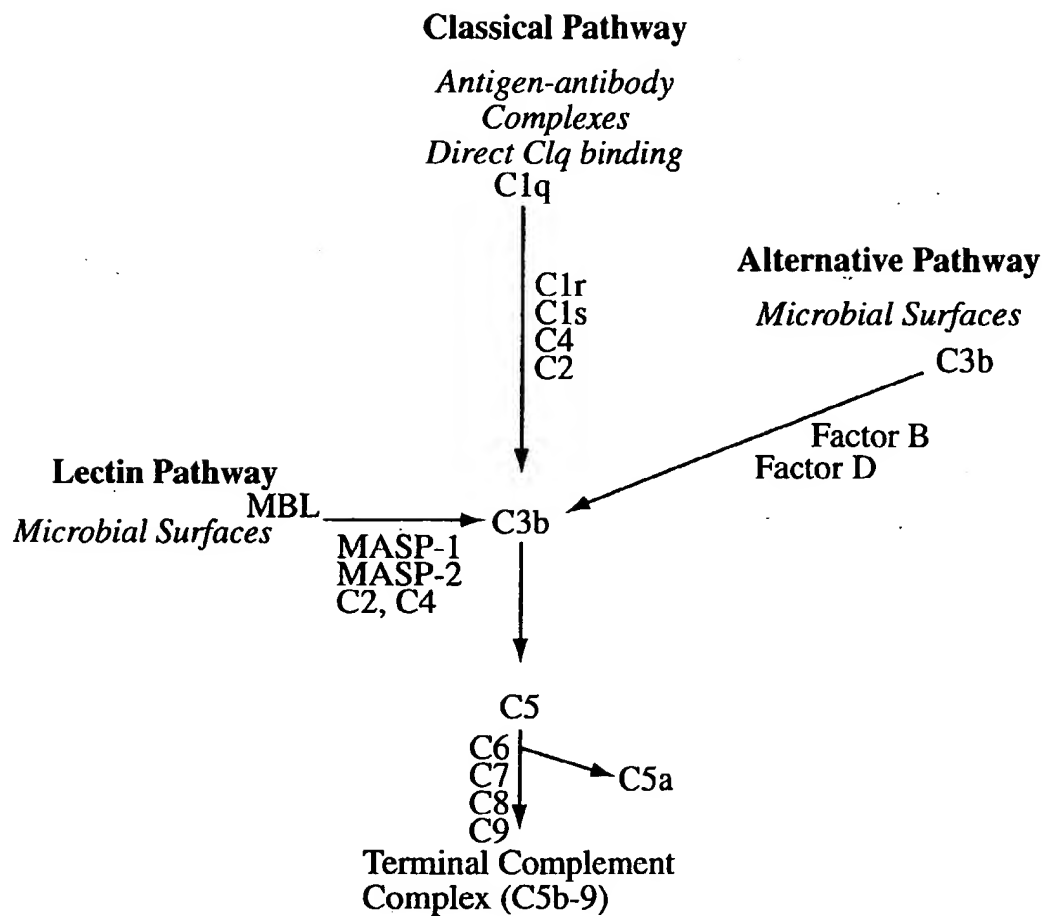 Classical Pathway
Antigen-antibody
Complexes
Direct Clq binding
C1q
C1r
C1s
C4
C2
Alternative Pathway
Microbial Surfaces
C3b
Factor B
Factor D
Lectin Pathway
MBL
Microbial Surfaces
MASP-1
MASP-2
C2, C4
C3b
C5
C6
C7
C8
C9
C5a
Terminal Complement
Complex (C5b-9)